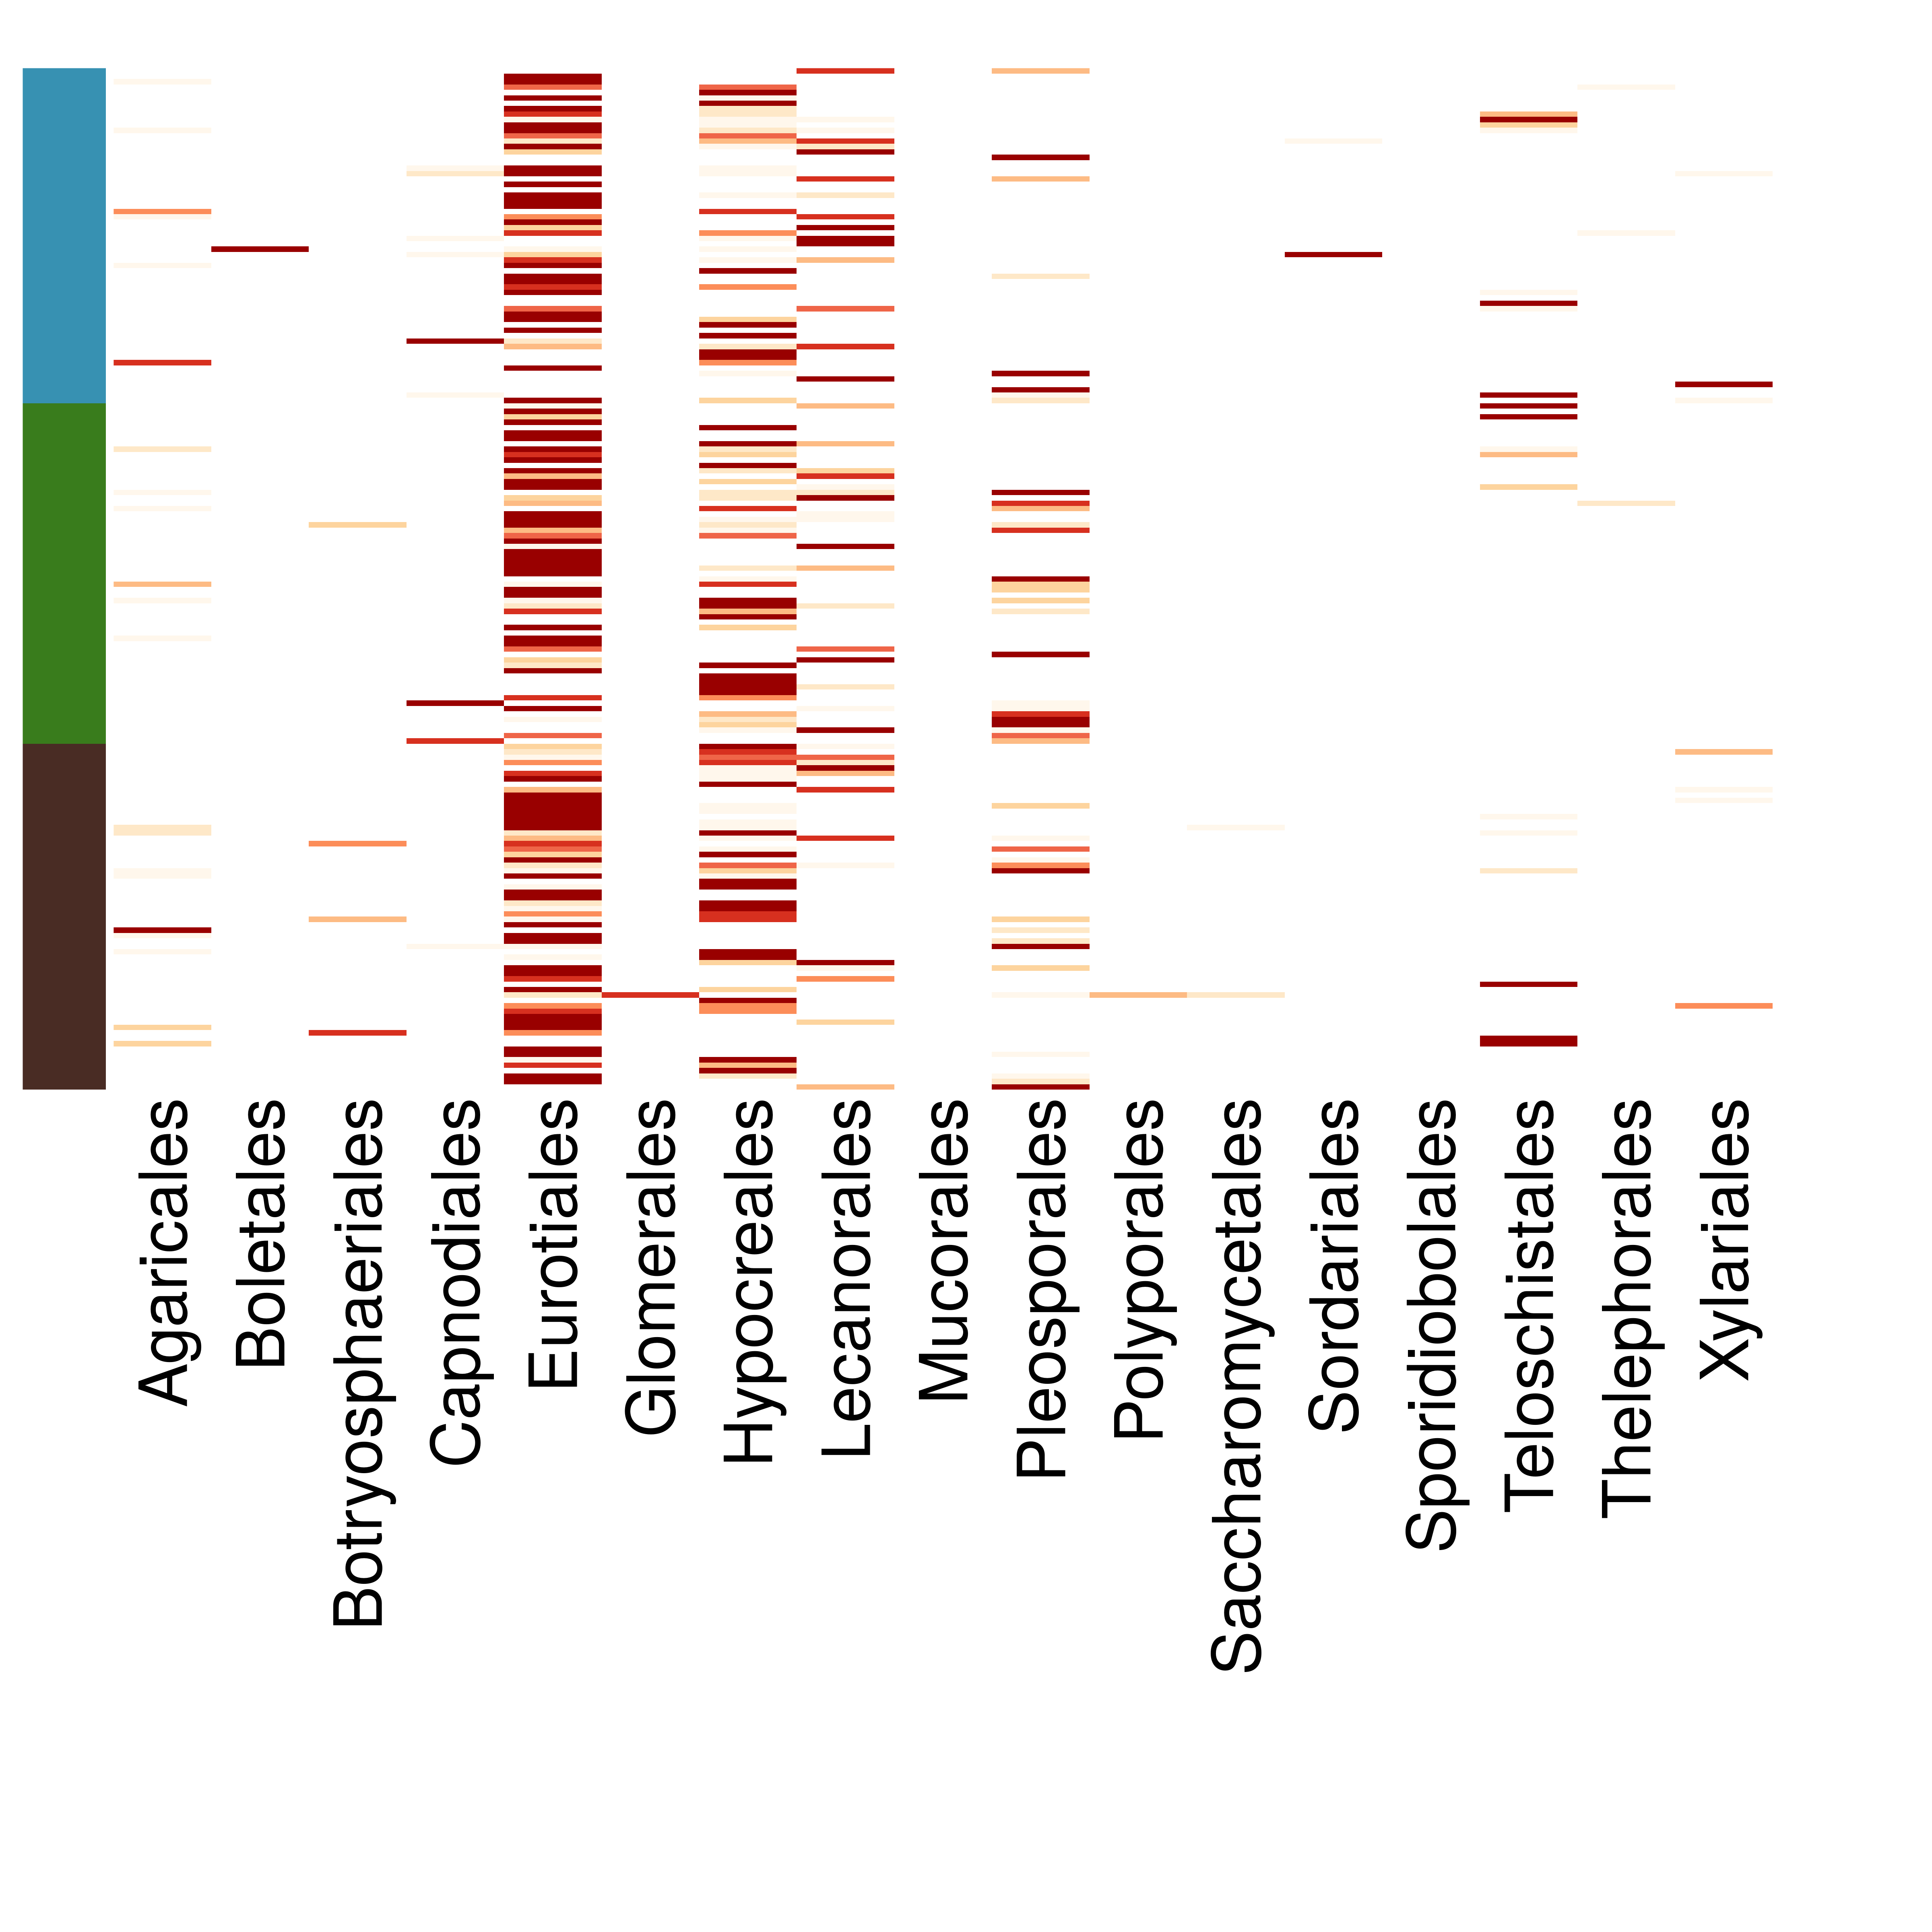 Agaricales
Boletales
Botryosphaeriales
Capnodiales
Eurotiales
Glomerales
Hypocreales
Lecanorales
Mucorales
Pleosporales
Polyporales
Saccharomycetales
Sordariales
Sporidiobolales
Teloschistales
Thelephorales
Xylariales